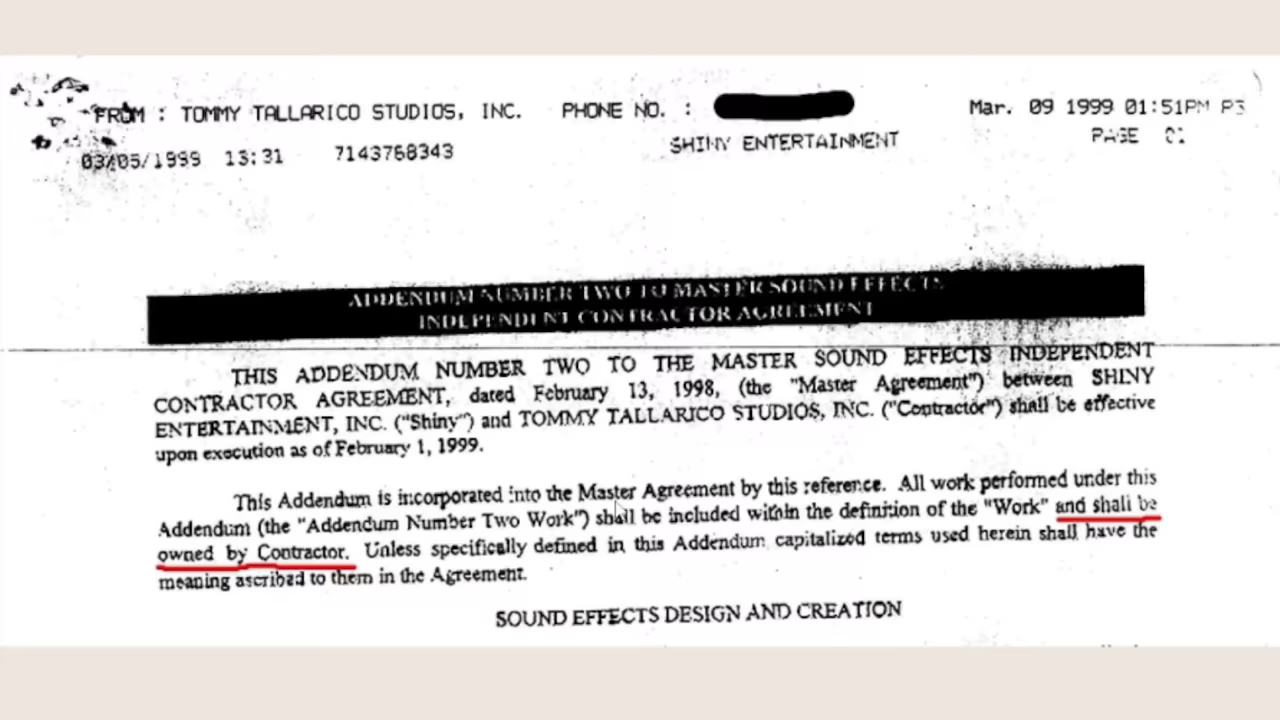 FROM : TOMMY TALLARICO STUDIOS, INC. PHONE NO. : Mar. 09 1999 01:51PM P3
03/05/1999 13:31 7143768343 SHINY ENTERTAINMENT PAGE
ADDENDUM NUMBER TWO TO MASTER SOUND EFFECTS
INDEPENDENT CONTRACTOR AGREEMENT
THIS ADDENDUM NUMBER TWO TO THE MASTER SOUND EFFECTS INDEPENDENT
CONTRACTOR AGREEMENT, dated February 13, 1998, (the "Master Agreement") between SHINY
ENTERTAINMENT, INC. ("Shiny") and TOMMY TALLARICO STUDIOS, INC. ("Contractor") shall be effective
upon execution as of February 1, 1999.
This Addendum is incorporated into the Master Agreement by this reference. All work performed under this
Addendum (the "Addendum Number Two Work") shall be included within the definition of the "Work" and shall be
owned by Contractor. Unless specifically defined in this Addendum capitalized terms used herein shall have the
meaning ascribed to them in the Agreement.
SOUND EFFECTS DESIGN AND CREATION